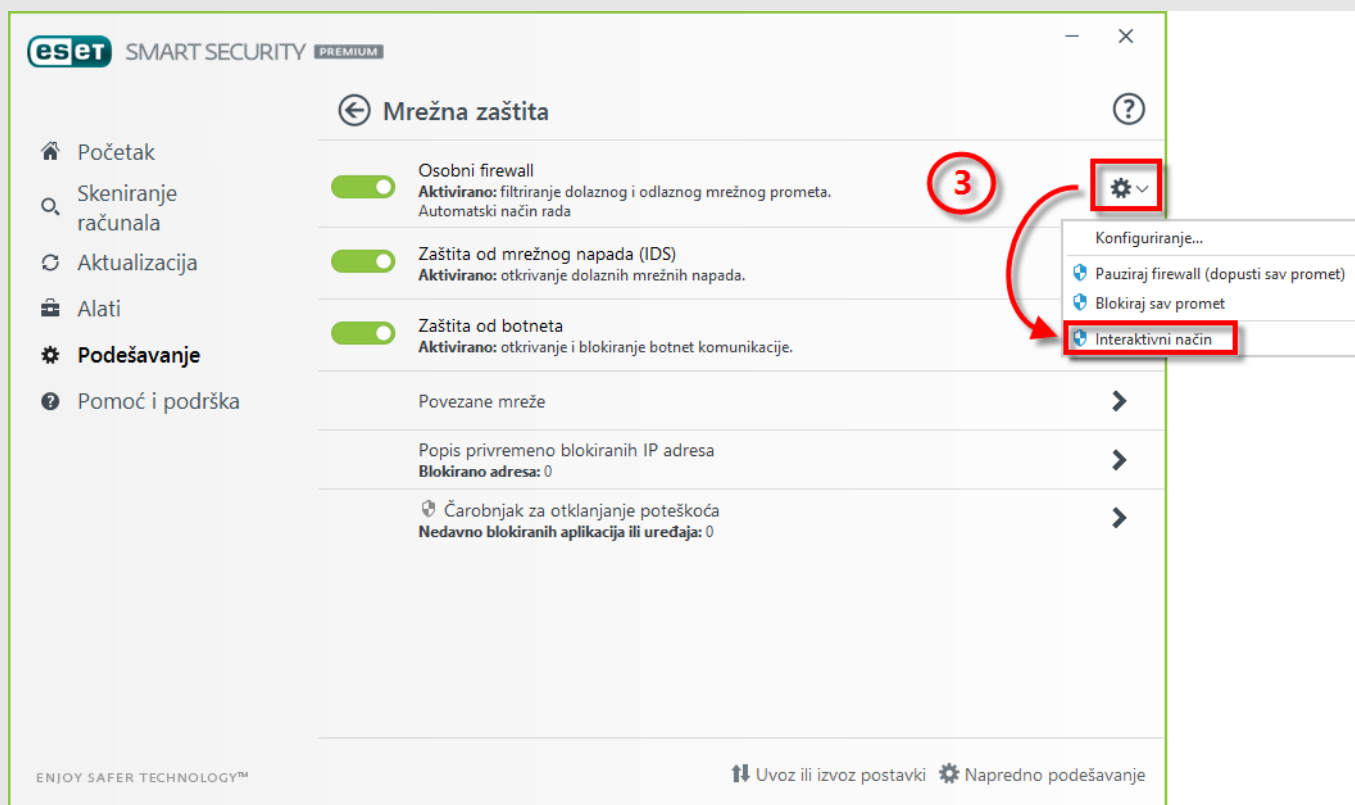 eset SMART SECURITY PREMIUM
Mrežna zaštita
?
Početak
Skeniranje
računala
Aktualizacija
Alati
Podešavanje
Pomoć i podrška
Osobni firewall
Aktivirano: filtriranje dolaznog i odlaznog mrežnog prometa.
Automatski način rada
3
Konfiguriranje...
Pauziraj firewall (dopusti sav promet)
Blokiraj sav promet
Interaktivni način
Zaštita od mrežnog napada (IDS)
Aktivirano: otkrivanje dolaznih mrežnih napada.
Zaštita od botneta
Aktivirano: otkrivanje i blokiranje botnet komunikacije.
Povezane mreže
Popis privremeno blokiranih IP adresa
Blokirano adresa: 0
Čarobnjak za otklanjanje poteškoća
Nedavno blokiranih aplikacija ili uređaja: 0
ENJOY SAFER TECHNOLOGY™
Uvoz ili izvoz postavki Napredno podešavanje